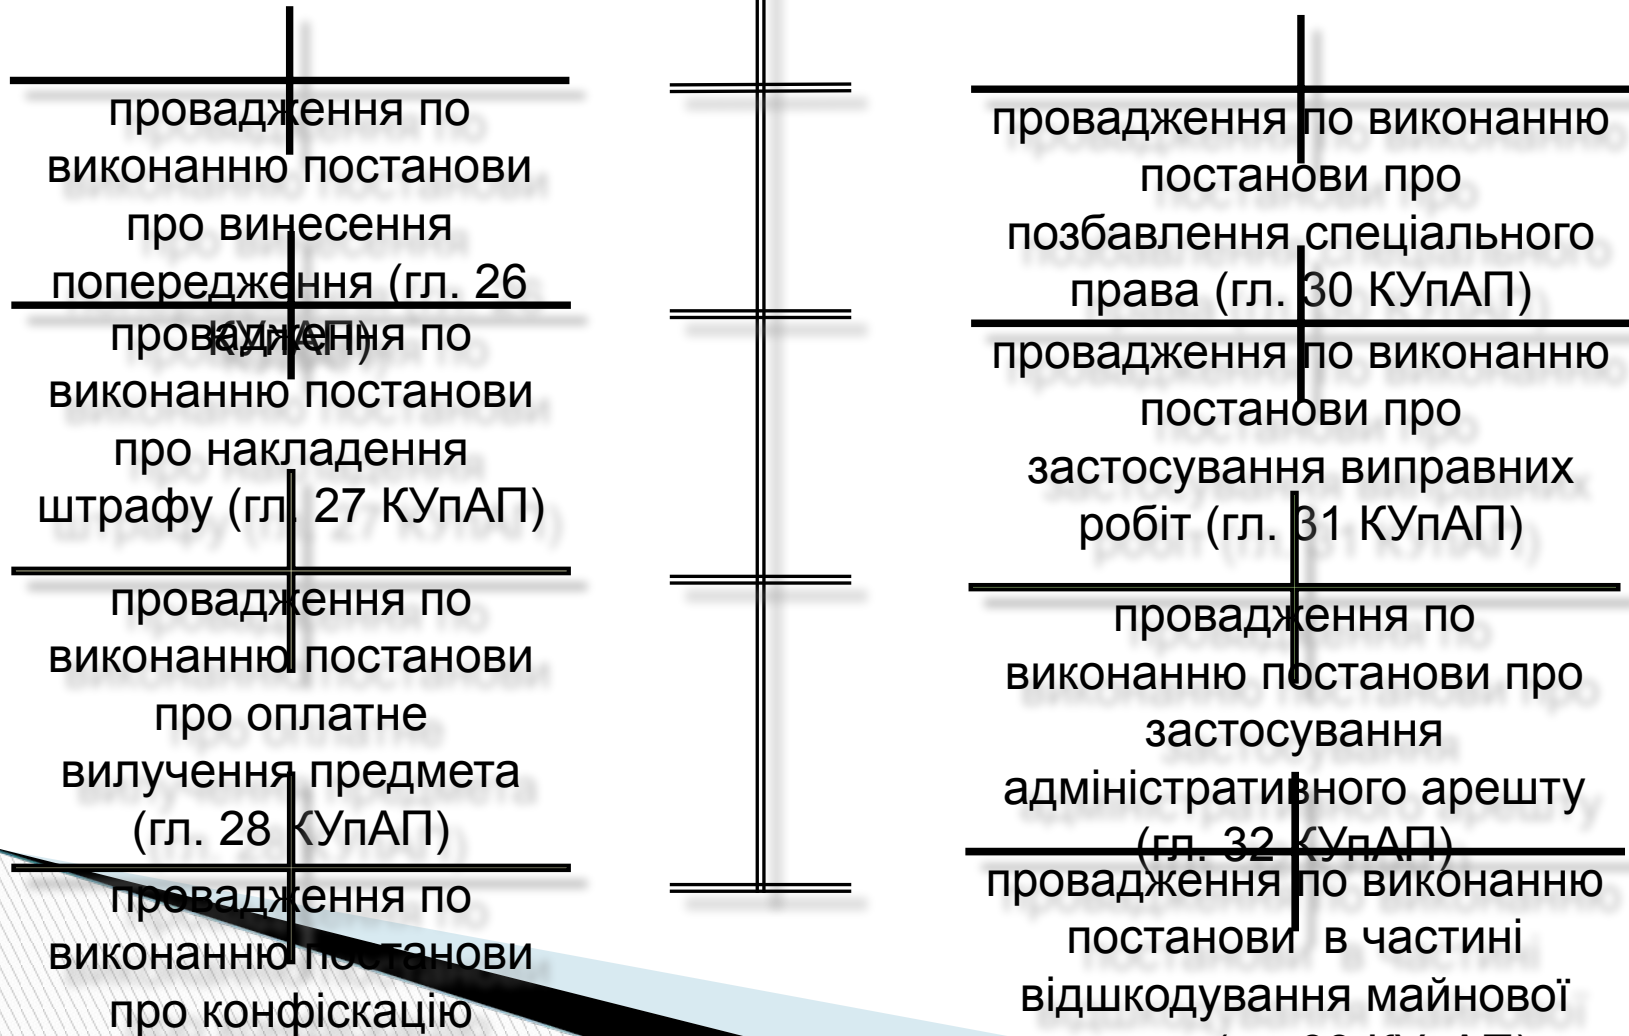 провадження по
виконанню постанови
про винесення
попередження (гл. 26
КУпАП)
провадження по
виконанню постанови
про накладення
штрафу (гл. 27 КУпАП)
провадження по
виконанню постанови
про оплатне
вилучення предмета
(гл. 28 КУпАП)
провадження по
виконанню постанови
про конфіскацію
провадження по виконанню
постанови про
позбавлення спеціального
права (гл. 30 КУпАП)
провадження по виконанню
постанови про
застосування виправних
робіт (гл. 31 КУпАП)
провадження по
виконанню постанови про
застосування
адміністративного арешту
(гл. 32 КУпАП)
провадження по виконанню
постанови в частині
відшкодування майнової